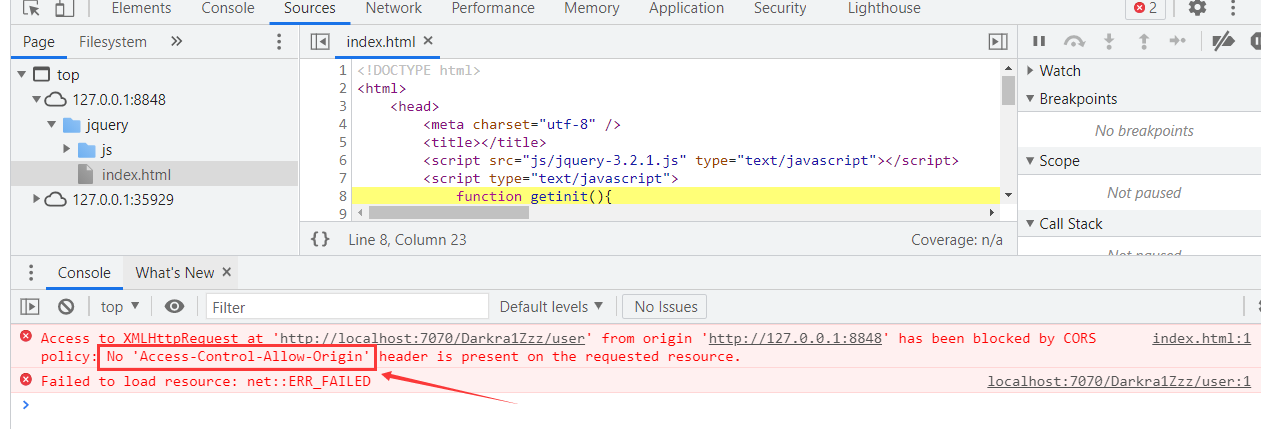 Elements Console Sources Network Performance Memory Application Security Lighthouse 2
Page Filesystem » index.html ×
top
127.0.0.1:8848
jquery
js
index.html
127.0.0.1:35929
1 <!DOCTYPE html>
2 <html>
3 <head>
4 <meta charset="utf-8" />
5 <title></title>
6 <script src="js/jquery-3.2.1.js" type="text/javascript"></script>
7 <script type="text/javascript">
8 function getinit(){
9
{} Line 8, Column 23 Coverage: n/a
Watch
Breakpoints
No breakpoints
Scope
Not paused
Call Stack
Not paused
Console What's New ×
top Filter Default levels No Issues
Access to XMLHttpRequest at 'http://localhost:7070/Darkra1Zzz/user' from origin 'http://127.0.0.1:8848' has been blocked by CORS index.html:1
policy: No 'Access-Control-Allow-Origin' header is present on the requested resource.
Failed to load resource: net::ERR_FAILED localhost:7070/Darkra1Zzz/user:1